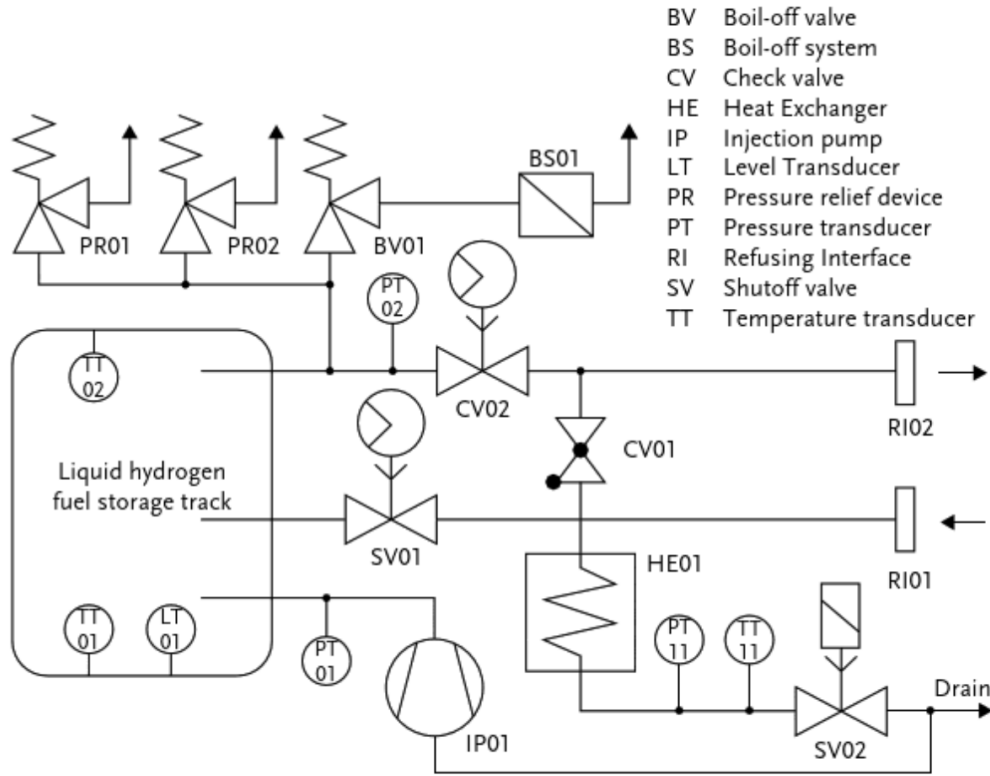 BV Boil-off valve
BS Boil-off system
CV Check valve
HE Heat Exchanger
IP Injection pump
LT Level Transducer
PR Pressure relief device
PT Pressure transducer
RI Refusing Interface
SV Shutoff valve
TT Temperature transducer
BS01
PR01
PR02
BV01
PT
02
TT
02
CV02
RI02
CV01
Liquid hydrogen
fuel storage track
SV01
HE01
RI01
TT
01
LT
01
PT
01
PT
11
TT
11
Drain
IP01
SV02